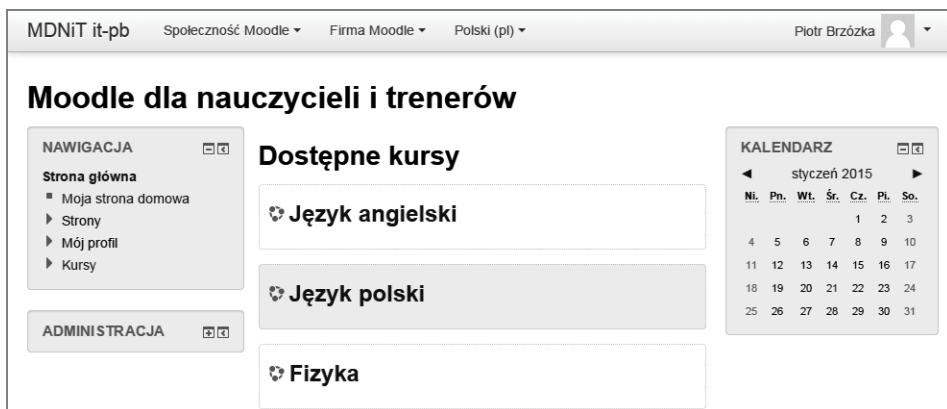 MDNiT it-pb Społeczność Moodle Firma Moodle Polski (pl) Piotr Brzózka
Moodle dla nauczycieli i trenerów
NAWIGACJA
Strona główna
Moja strona domowa
Strony
Mój profil
Kursy
ADMINISTRACJA
Dostępne kursy
Język angielski
Język polski
Fizyka
KALENDARZ
styczeń 2015
Ni. Pn. Wt. Śr. Cz. Pi. So.
1 2 3
4 5 6 7 8 9 10
11 12 13 14 15 16 17
18 19 20 21 22 23 24
25 26 27 28 29 30 31